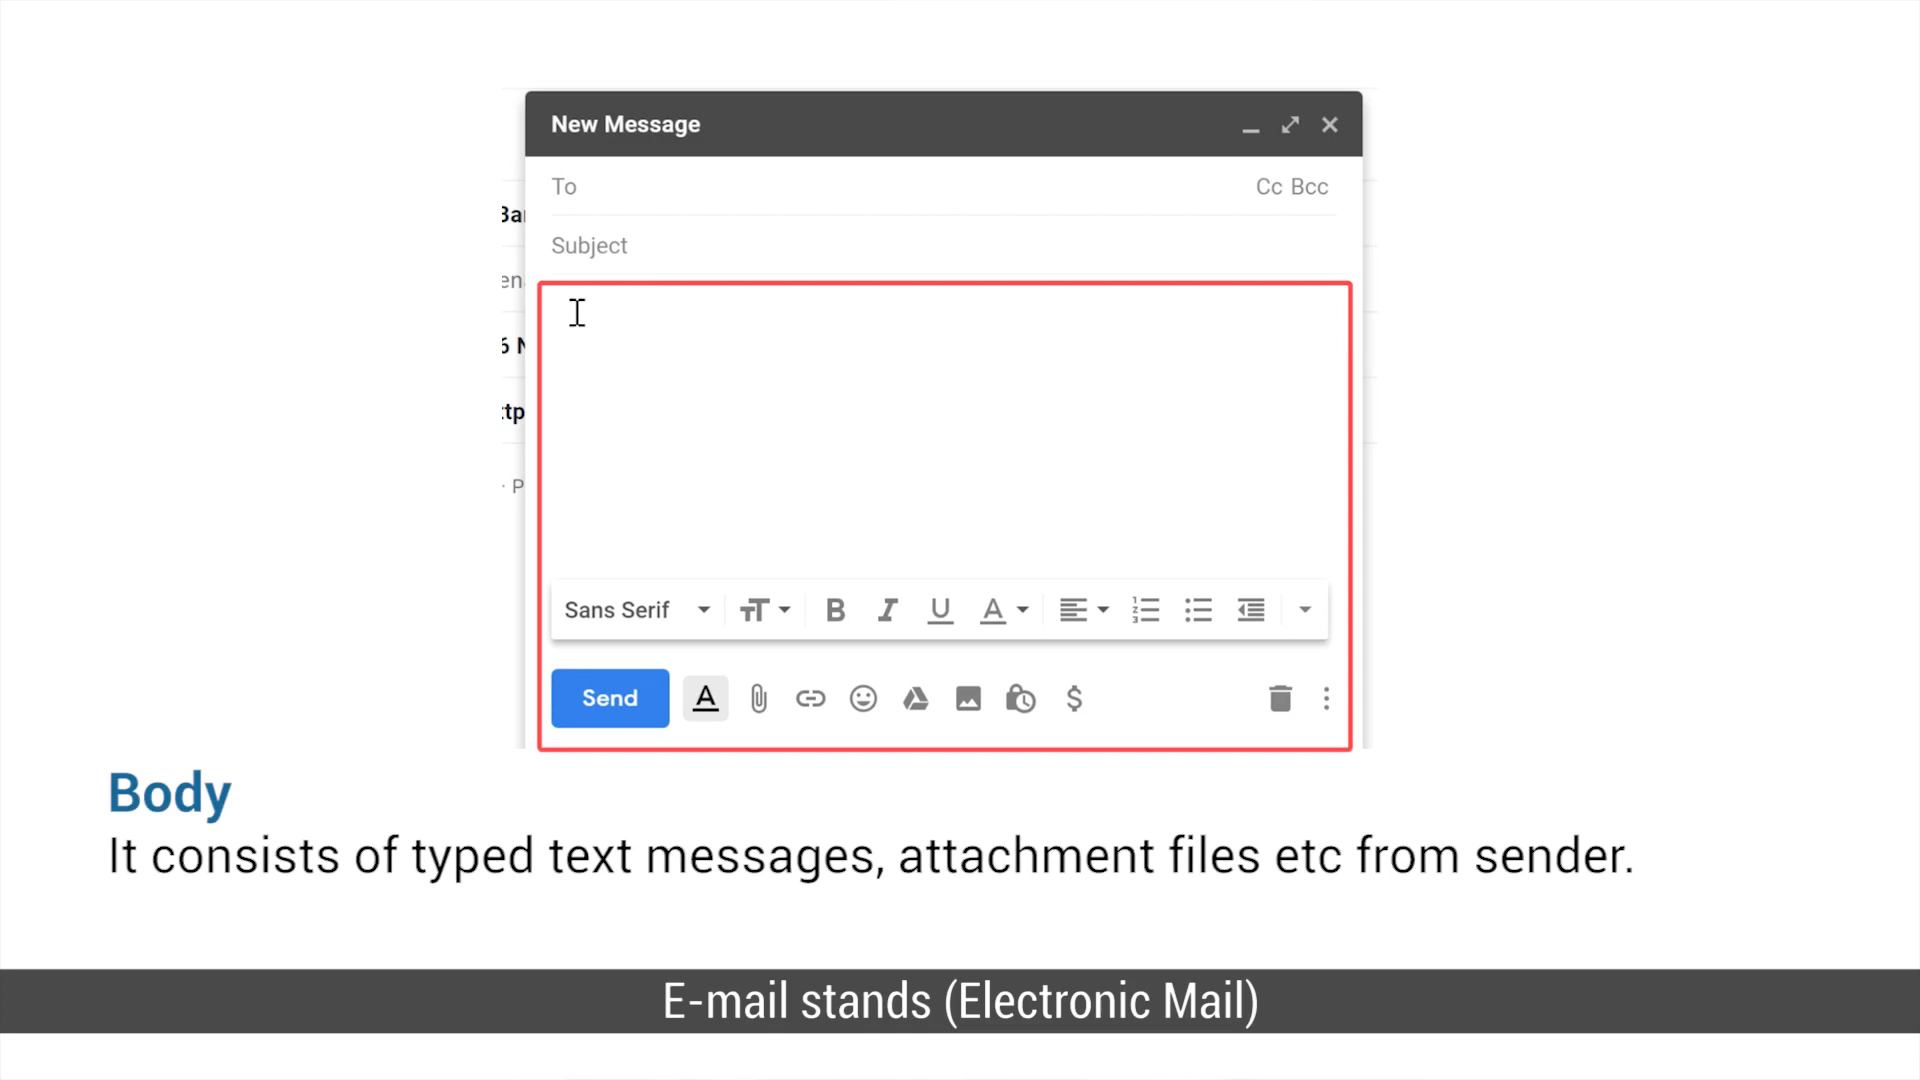 New Message
To Cc Bcc
Subject
Sans Serif
Send
Body
It consists of typed text messages, attachment files etc from sender.
E-mail stands (Electronic Mail)